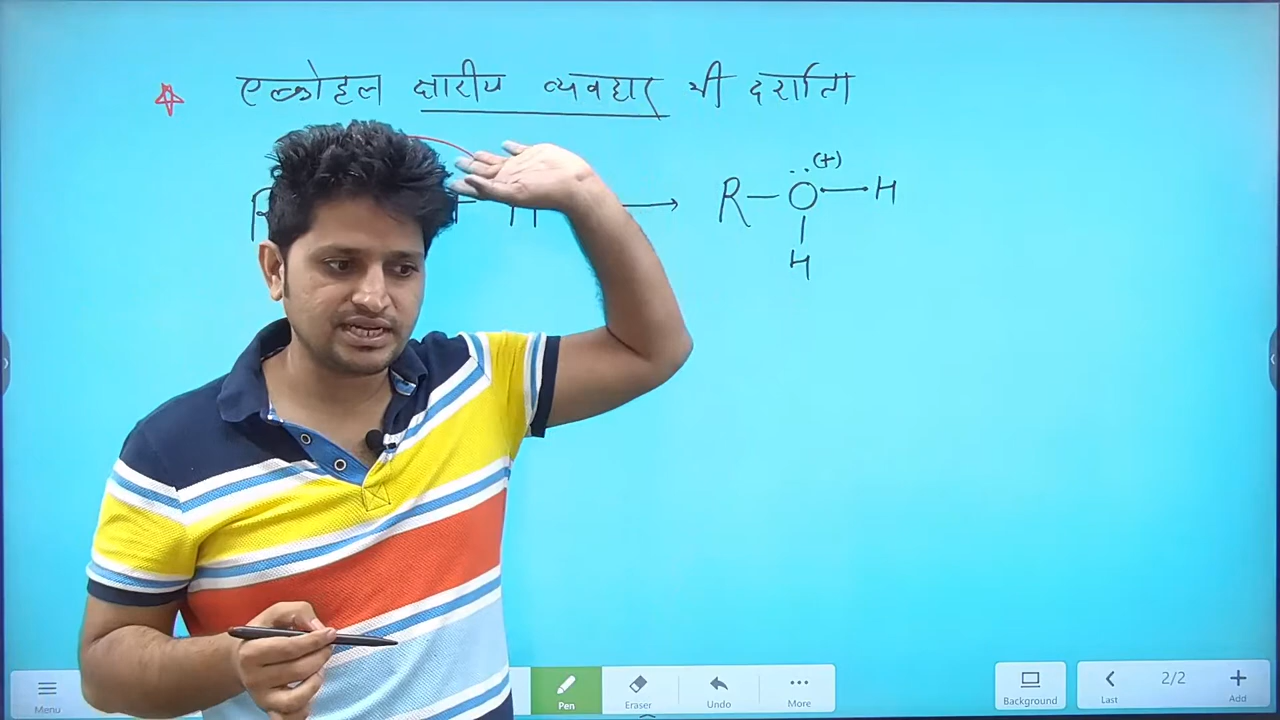 एल्कोहल क्षारीय व्यवहार भी दर्शाता
R H → R — O — H
(+)
H
Menu
Pen
Eraser
Undo
More
Background
Last
2/2
Add